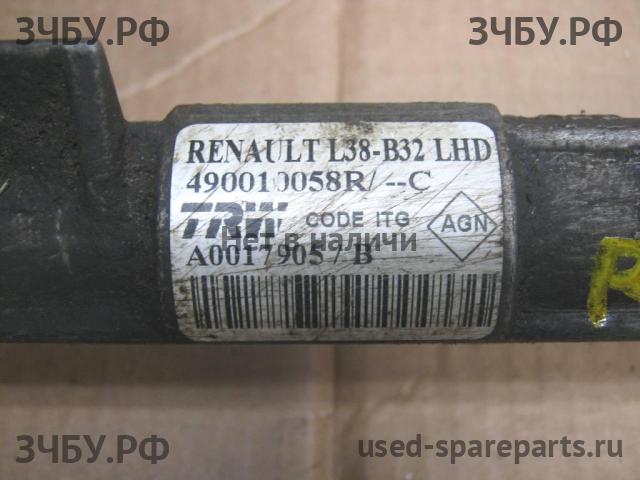 ЗЧБУ.РФ
ЗЧБУ.РФ
RENAULT L38-B32 LHD
490010058R/ --C
TRW CODE ITG AGN
Нет в наличии
A0017905 / B
R
ЗЧБУ.РФ
used-spareparts.ru